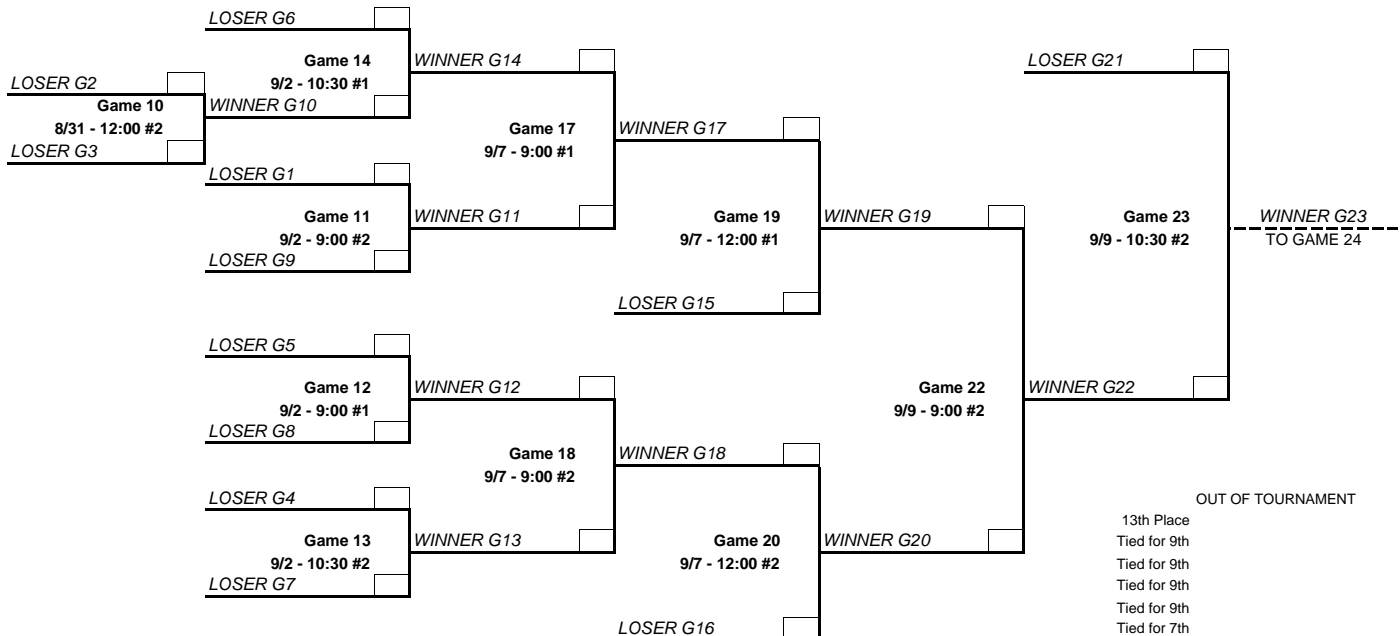 LOSER G6
Game 14
9/2 - 10:30 #1
WINNER G14
LOSER G21
LOSER G2
Game 10
8/31 - 12:00 #2
WINNER G10
LOSER G3
Game 17
9/7 - 9:00 #1
WINNER G17
LOSER G1
Game 11
9/2 - 9:00 #2
WINNER G11
LOSER G9
Game 19
9/7 - 12:00 #1
WINNER G19
Game 23
9/9 - 10:30 #2
WINNER G23
TO GAME 24
LOSER G15
LOSER G5
Game 12
9/2 - 9:00 #1
WINNER G12
LOSER G8
Game 22
9/9 - 9:00 #2
WINNER G22
Game 18
9/7 - 9:00 #2
WINNER G18
LOSER G4
Game 13
9/2 - 10:30 #2
WINNER G13
LOSER G7
Game 20
9/7 - 12:00 #2
WINNER G20
LOSER G16
OUT OF TOURNAMENT
13th Place
Tied for 9th
Tied for 9th
Tied for 9th
Tied for 9th
Tied for 7th